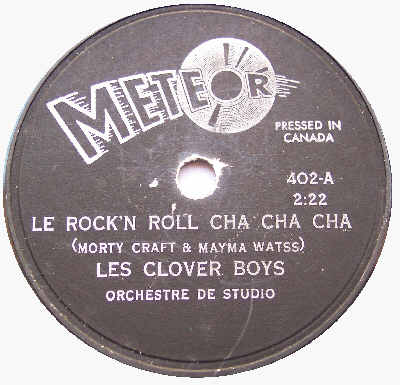 METEOR
PRESSED IN
CANADA
402-A
2:22
LE ROCK'N ROLL CHA CHA CHA
(MORTY CRAFT & MAYMA WATSS)
LES CLOVER BOYS
ORCHESTRE DE STUDIO